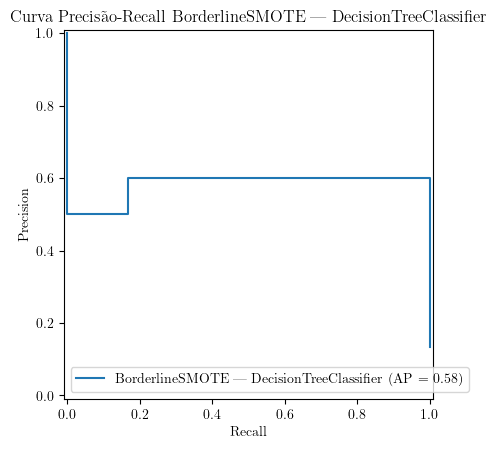 Curva Precisão-Recall BorderlineSMOTE — DecisionTreeClassifier
1.0
0.8
0.6
0.4
0.2
0.0
Precision
BorderlineSMOTE — DecisionTreeClassifier (AP = 0.58)
0.0 0.2 0.4 0.6 0.8 1.0
Recall